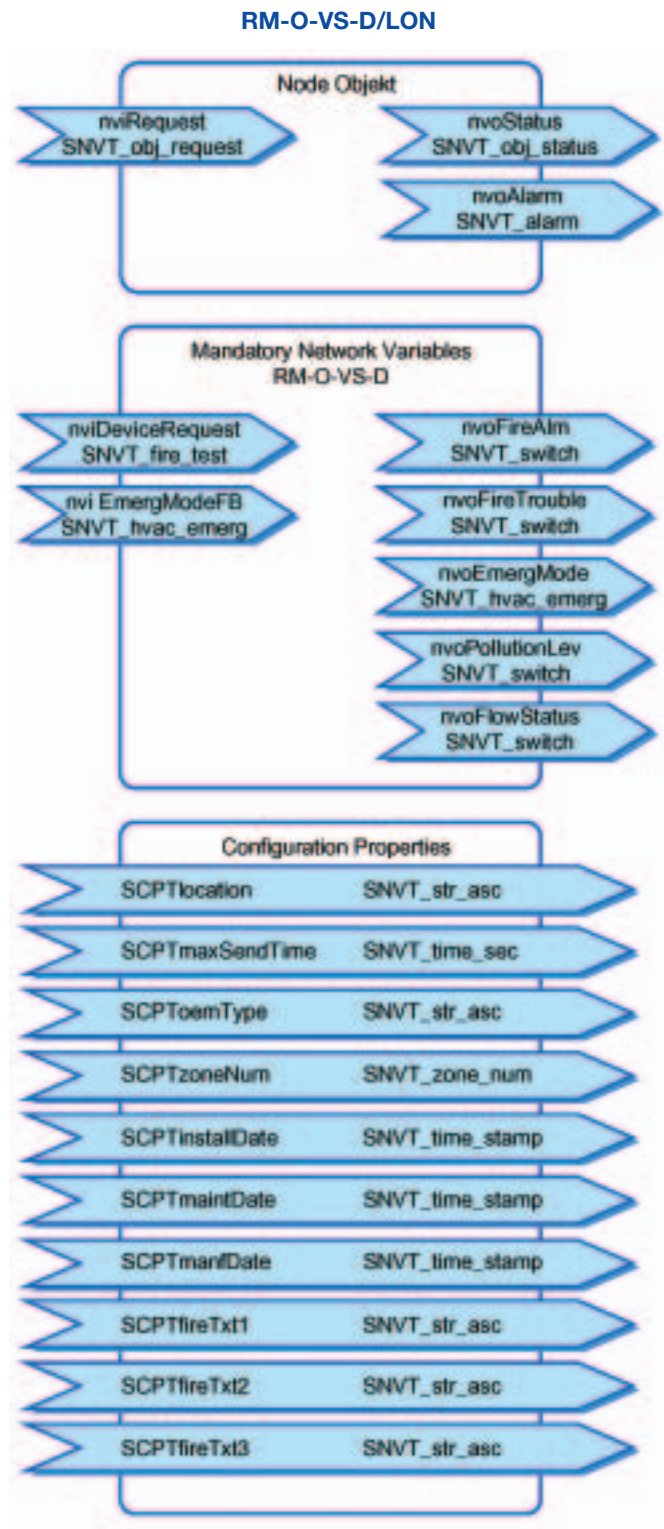 RM-O-VS-D/LON
Node Objekt
nviRequest
SNVT_obj_request
nvoStatus
SNVT_obj_status
nvoAlarm
SNVT_alarm
Mandatory Network Variables
RM-O-VS-D
nviDeviceRequest
SNVT_fire_test
nvi EmergModeFB
SNVT_hvac_emerg
nvoFireAlm
SNVT_switch
nvoFireTrouble
SNVT_switch
nvoEmergMode
SNVT_hvac_emerg
nvoPollutionLev
SNVT_switch
nvoFlowStatus
SNVT_switch
Configuration Properties
SCPTlocation SNVT_str_asc
SCPTmaxSendTime SNVT_time_sec
SCPToemType SNVT_str_asc
SCPTzoneNum SNVT_zone_num
SCPTinstallDate SNVT_time_stamp
SCPTmaintDate SNVT_time_stamp
SCPTmanfDate SNVT_time_stamp
SCPTfireTxt1 SNVT_str_asc
SCPTfireTxt2 SNVT_str_asc
SCPTfireTxt3 SNVT_str_asc